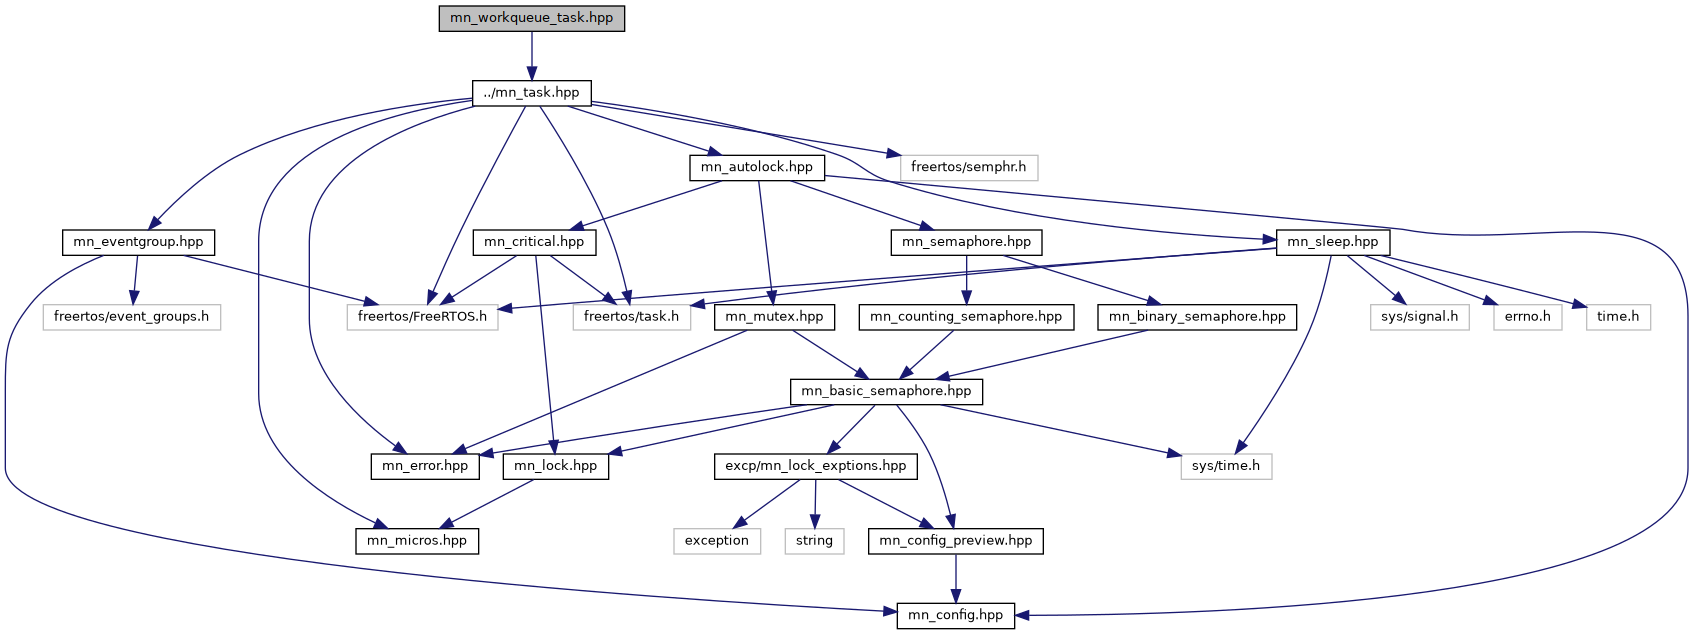 mn_workqueue_task.hpp
../mn_task.hpp
mn_autolock.hpp
freertos/semphr.h
mn_eventgroup.hpp
mn_critical.hpp
mn_semaphore.hpp
mn_sleep.hpp
freertos/event_groups.h
freertos/FreeRTOS.h
freertos/task.h
mn_mutex.hpp
mn_counting_semaphore.hpp
mn_binary_semaphore.hpp
sys/signal.h
errno.h
time.h
mn_basic_semaphore.hpp
mn_error.hpp
mn_lock.hpp
excp/mn_lock_exptions.hpp
sys/time.h
mn_micros.hpp
exception
string
mn_config_preview.hpp
mn_config.hpp